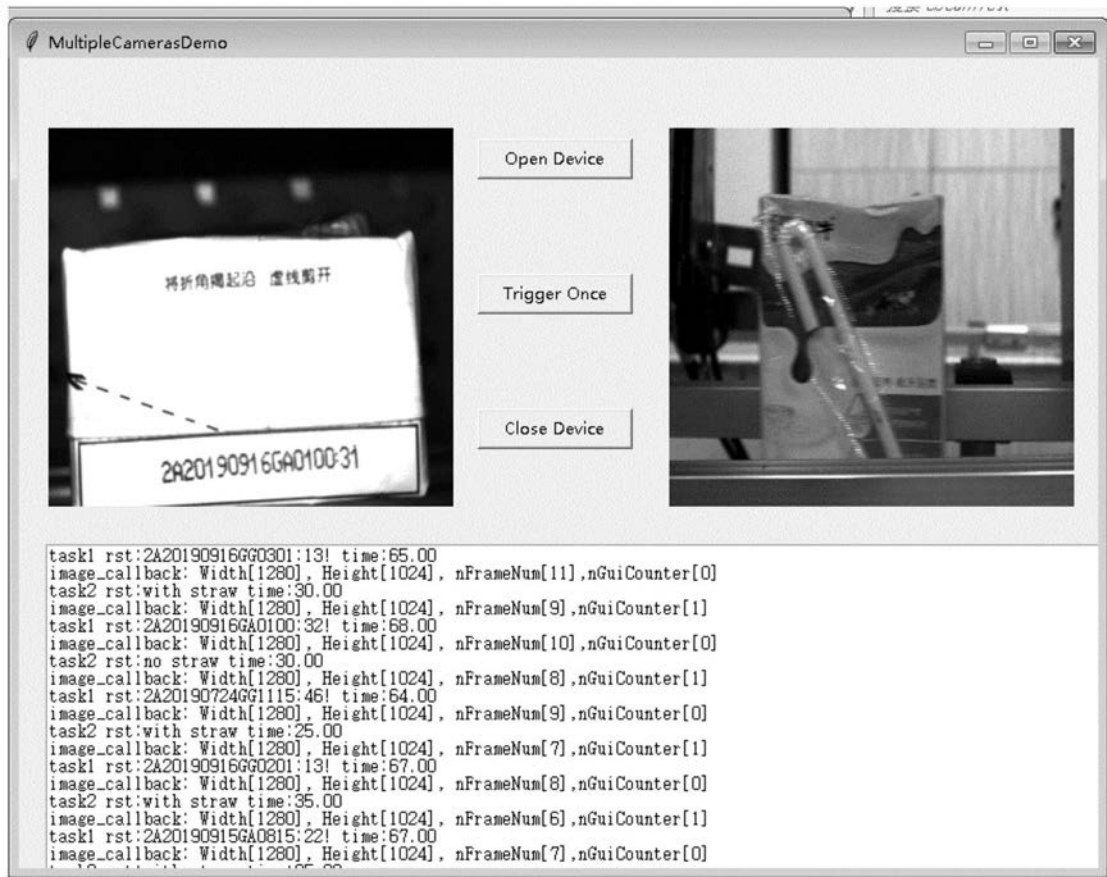 MultipleCamerasDemo
Open Device
Trigger Once
Close Device
将折角揭起沿 虚线剪开
2A20190916GA0100:31
task1 rst:2A20190916GG0301:13! time:65.00
image_callback: Width[1280], Height[1024], nFrameNum[11],nGuiCounter[0]
task2 rst:with straw time:30.00
image_callback: Width[1280], Height[1024], nFrameNum[9],nGuiCounter[1]
task1 rst:2A20190916GA0100:32! time:68.00
image_callback: Width[1280], Height[1024], nFrameNum[10],nGuiCounter[0]
task2 rst:no straw time:30.00
image_callback: Width[1280], Height[1024], nFrameNum[8],nGuiCounter[1]
task1 rst:2A20190724GG1115:46! time:64.00
image_callback: Width[1280], Height[1024], nFrameNum[9],nGuiCounter[0]
task2 rst:with straw time:25.00
image_callback: Width[1280], Height[1024], nFrameNum[7],nGuiCounter[1]
task1 rst:2A20190916GG0201:13! time:67.00
image_callback: Width[1280], Height[1024], nFrameNum[8],nGuiCounter[0]
task2 rst:with straw time:35.00
image_callback: Width[1280], Height[1024], nFrameNum[6],nGuiCounter[1]
task1 rst:2A20190915GA0815:22! time:67.00
image_callback: Width[1280], Height[1024], nFrameNum[7],nGuiCounter[0]